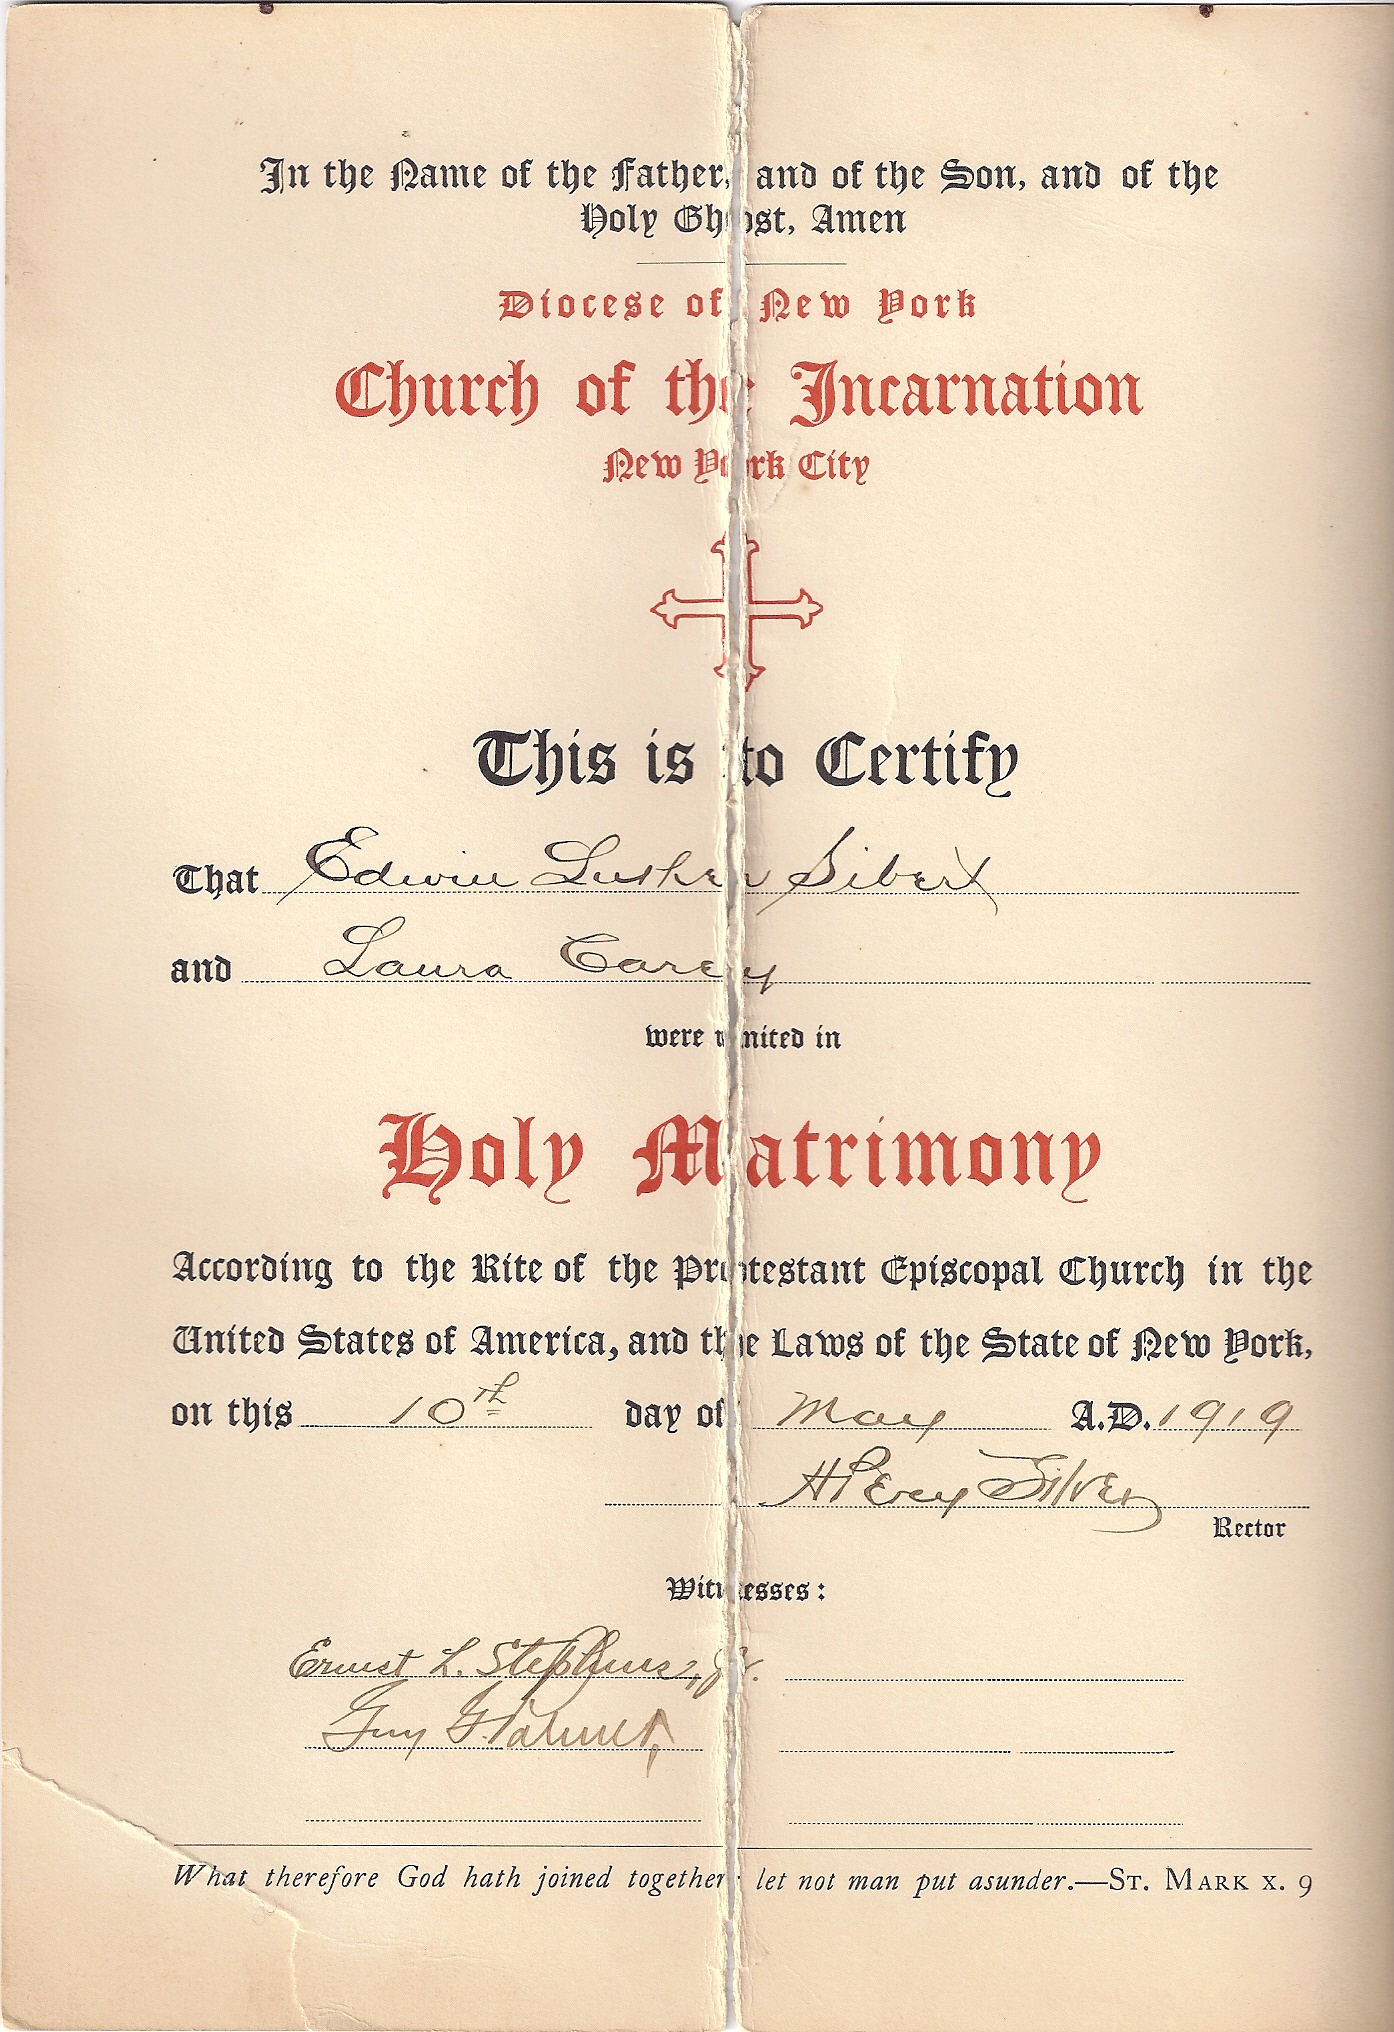 In the Name of the Father, and of the Son, and of the
Holy Ghost, Amen
Diocese of New York
Church of the Incarnation
New York City
This is to Certify
That Edwin Luther Sibert
and Laura Carey
were united in
Holy Matrimony
According to the Rite of the Protestant Episcopal Church in the
United States of America, and the Laws of the State of New York,
on this 10th day of May A.D. 1919
H Percy Silver
Rector
Witnesses:
Ernest L. Stephens, Jr.
Guy
What therefore God hath joined together let not man put asunder.—St. Mark x. 9